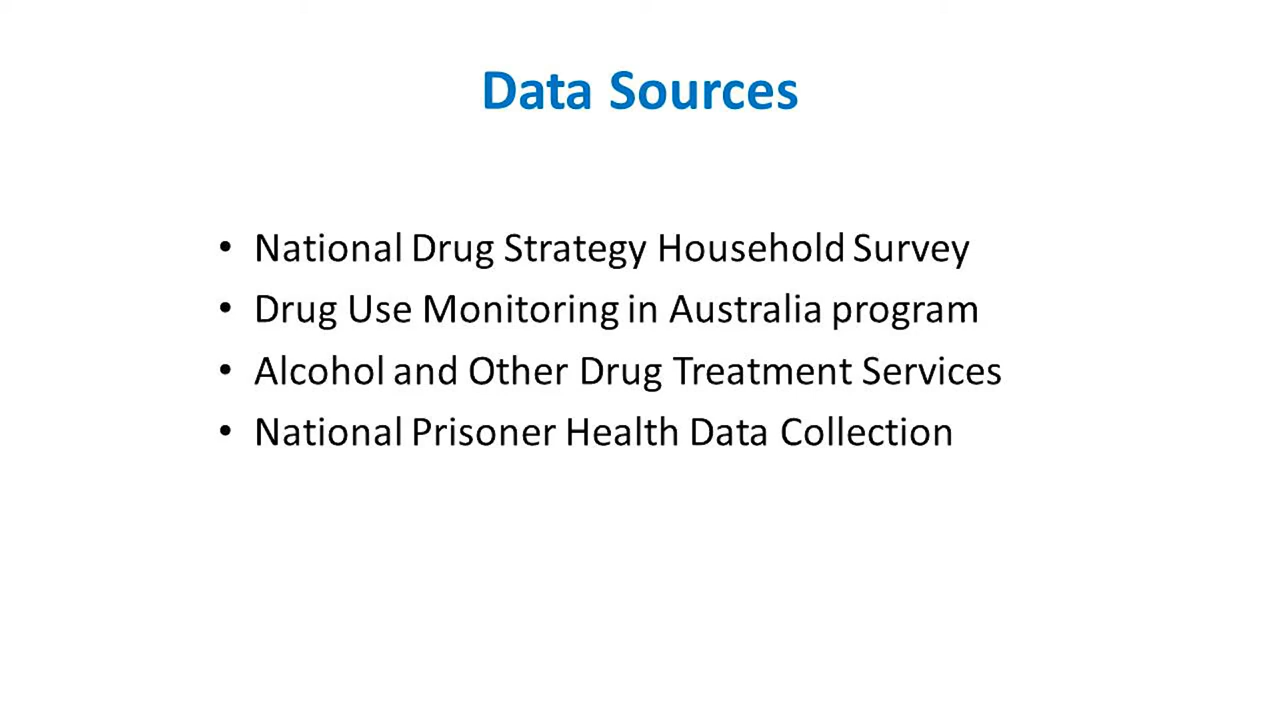 Data Sources
• National Drug Strategy Household Survey
• Drug Use Monitoring in Australia program
• Alcohol and Other Drug Treatment Services
• National Prisoner Health Data Collection